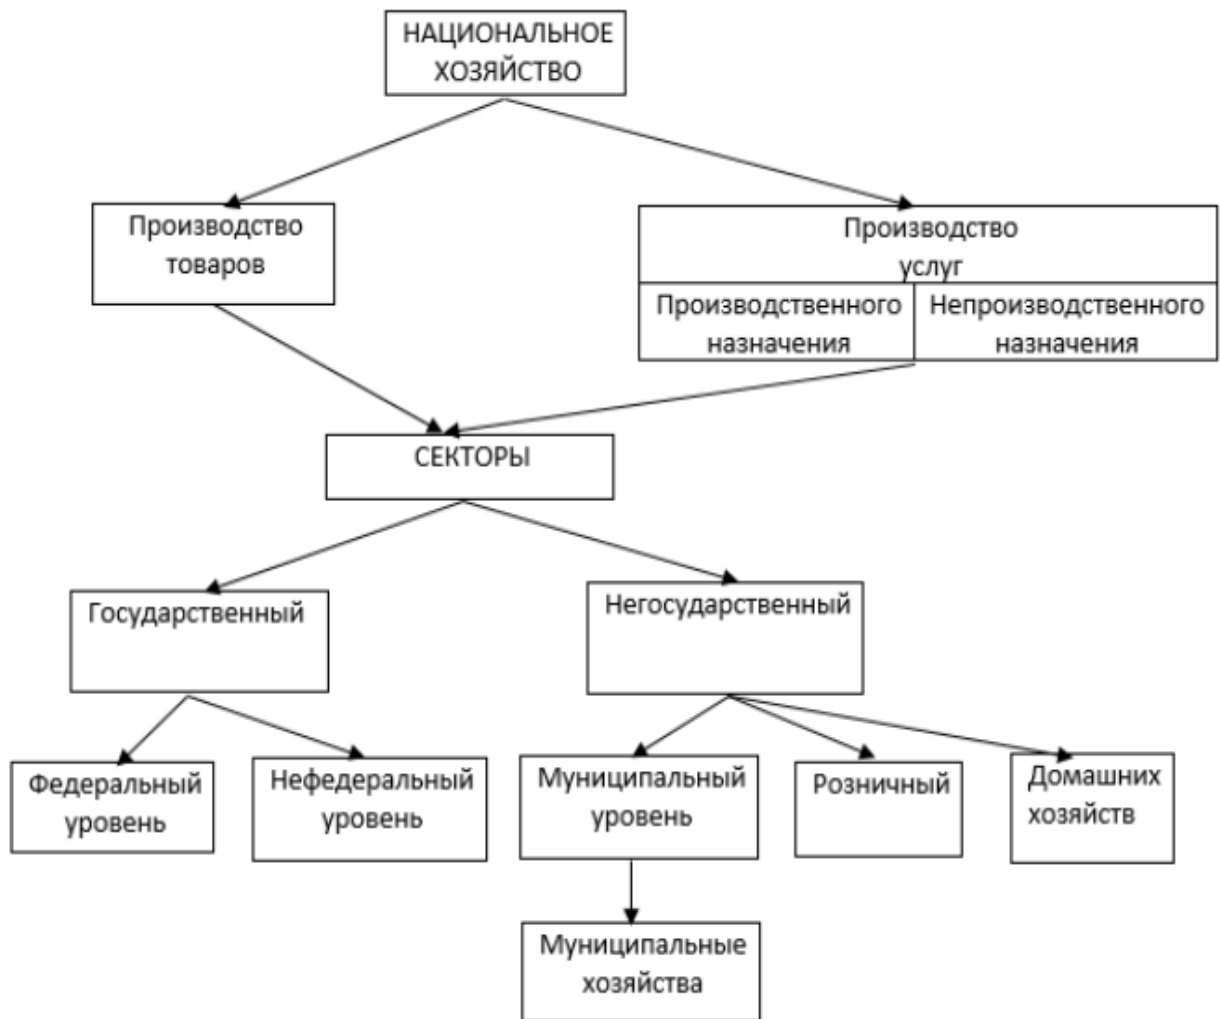 НАЦИОНАЛЬНОЕ
ХОЗЯЙСТВО
Производство
товаров
Производство
услуг
Производственного
назначения
Непроизводственного
назначения
СЕКТОРЫ
Государственный
Негосударственный
Федеральный
уровень
Нефедеральный
уровень
Муниципальный
уровень
Розничный
Домашних
хозяйств
Муниципальные
хозяйства